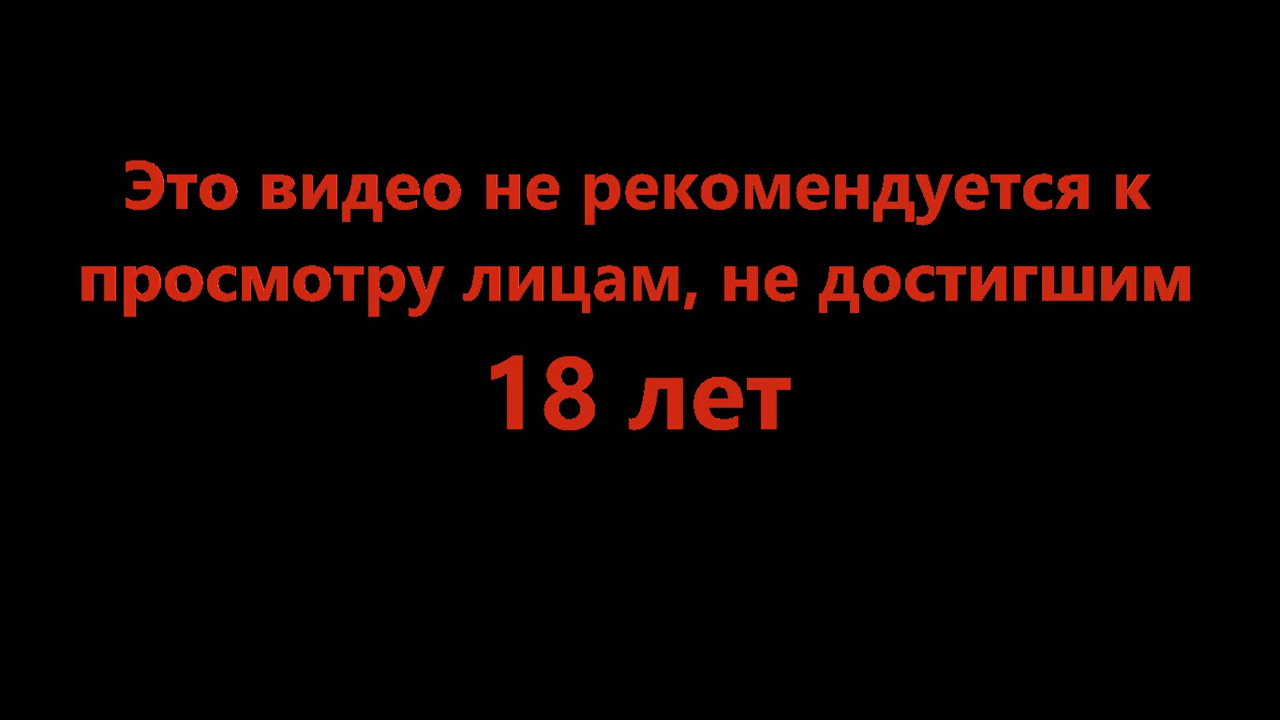 Это видео не рекомендуется к
просмотру лицам, не достигшим
18 лет